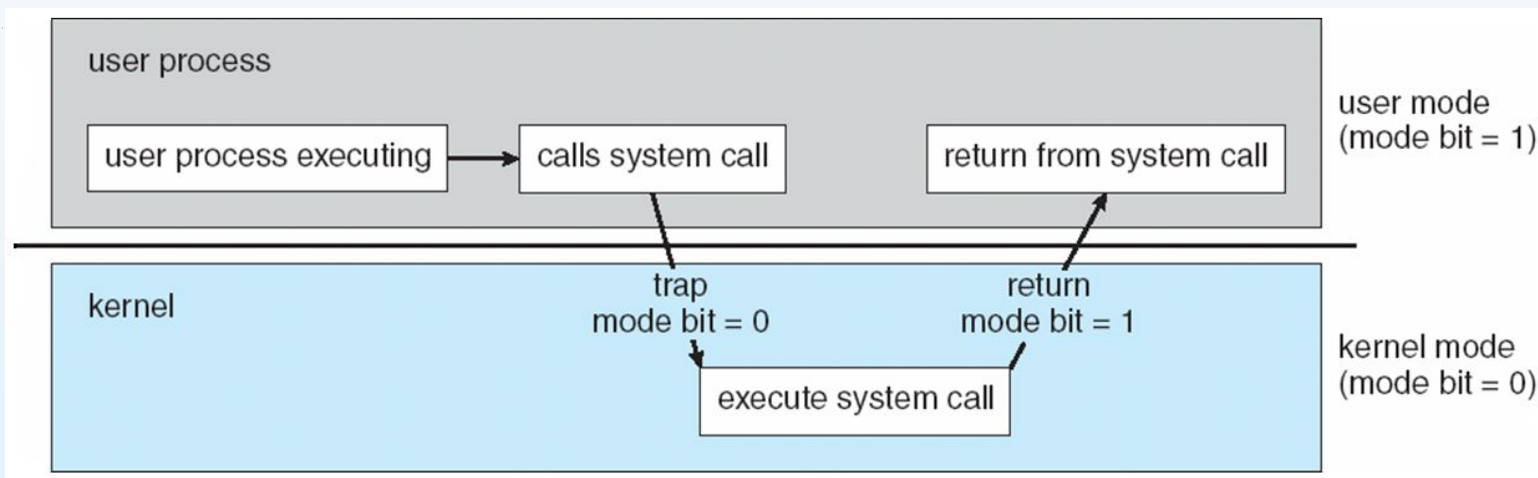 user process
user process executing
calls system call
return from system call
user mode
(mode bit = 1)
kernel
trap
mode bit = 0
return
mode bit = 1
execute system call
kernel mode
(mode bit = 0)